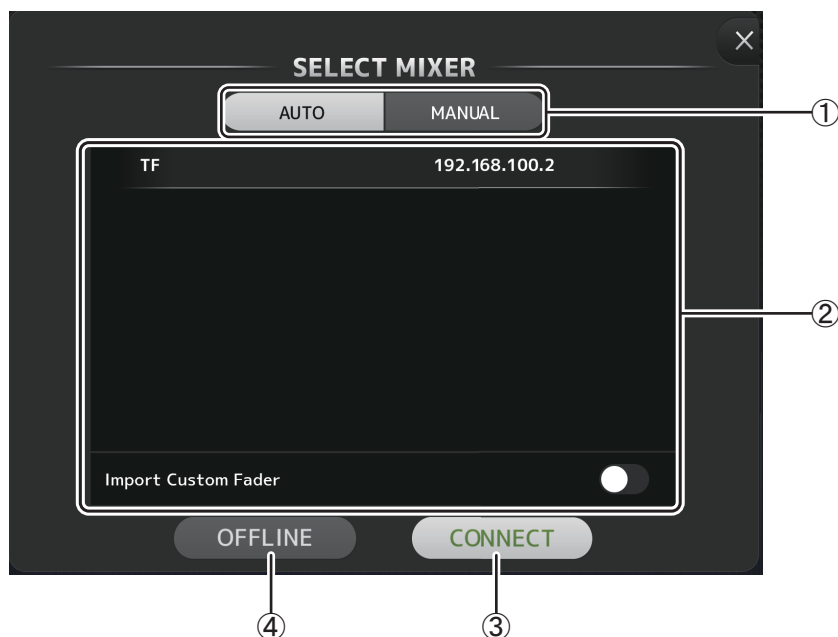 SELECT MIXER
AUTO MANUAL
①
TF 192.168.100.2
②
Import Custom Fader
OFFLINE CONNECT
④ ③